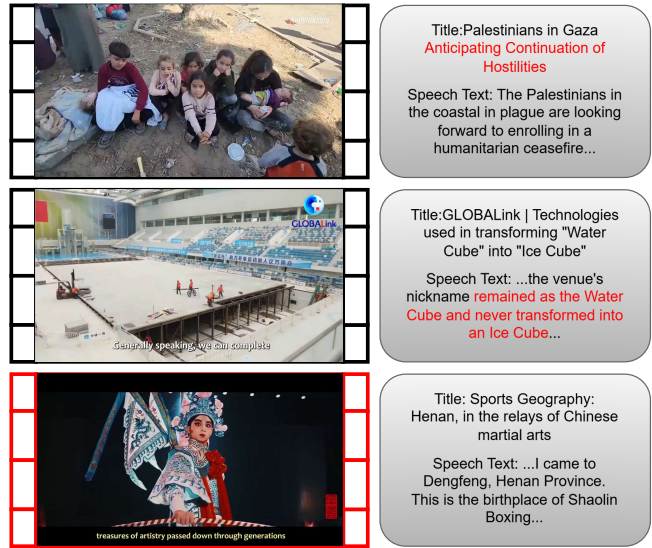 Title:Palestinians in Gaza
Anticipating Continuation of
Hostilities
Speech Text: The Palestinians in
the coastal in plague are looking
forward to enrolling in a
humanitarian ceasefire...
GLOBALink
Generally speaking, we can complete
Title:GLOBALink | Technologies
used in transforming "Water
Cube" into "Ice Cube"
Speech Text: ...the venue's
nickname remained as the Water
Cube and never transformed into
an Ice Cube...
treasures of artistry passed down through generations
Title: Sports Geography:
Henan, in the relays of Chinese
martial arts
Speech Text: ...I came to
Dengfeng, Henan Province.
This is the birthplace of Shaolin
Boxing...